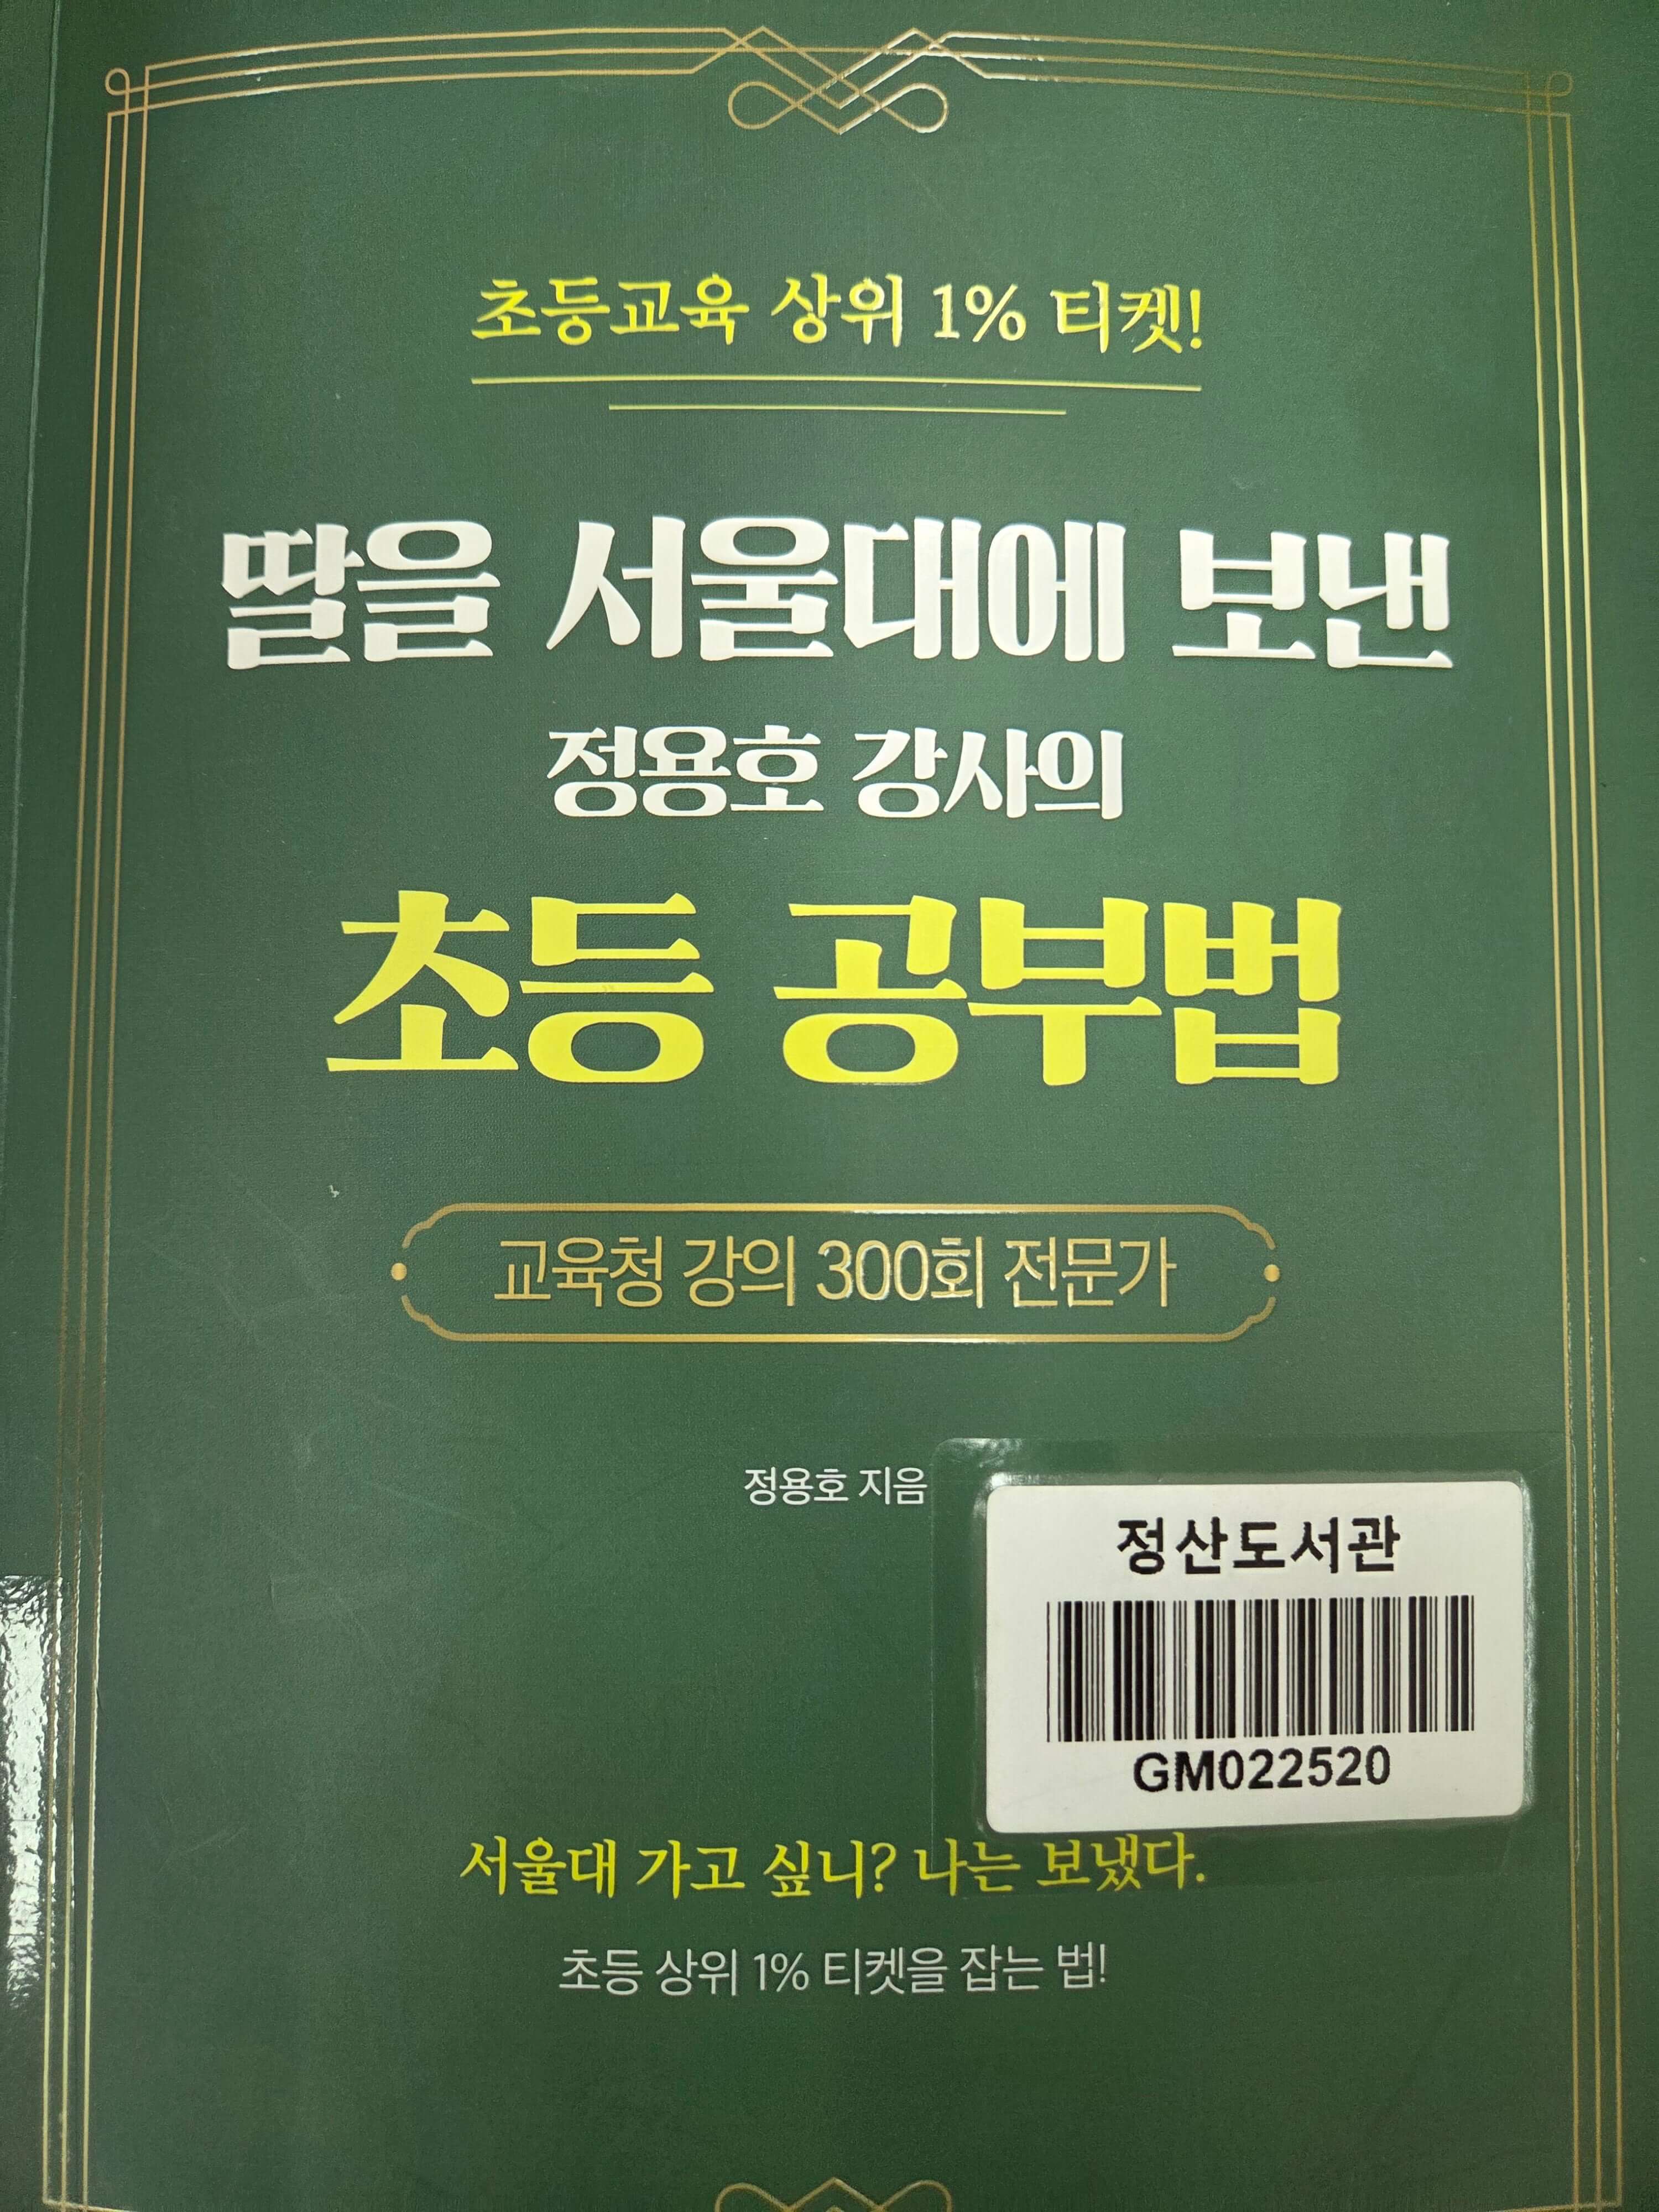 초등교육 상위 1% 티켓!
딸을 서울대에 보낸
정용호 강사의
초등 공부법
교육청 강의 300회 전문가
정용호 지음
정산도서관
GM022520
서울대 가고 싶니? 나는 보냈다.
초등 상위 1% 티켓을 잡는 법!